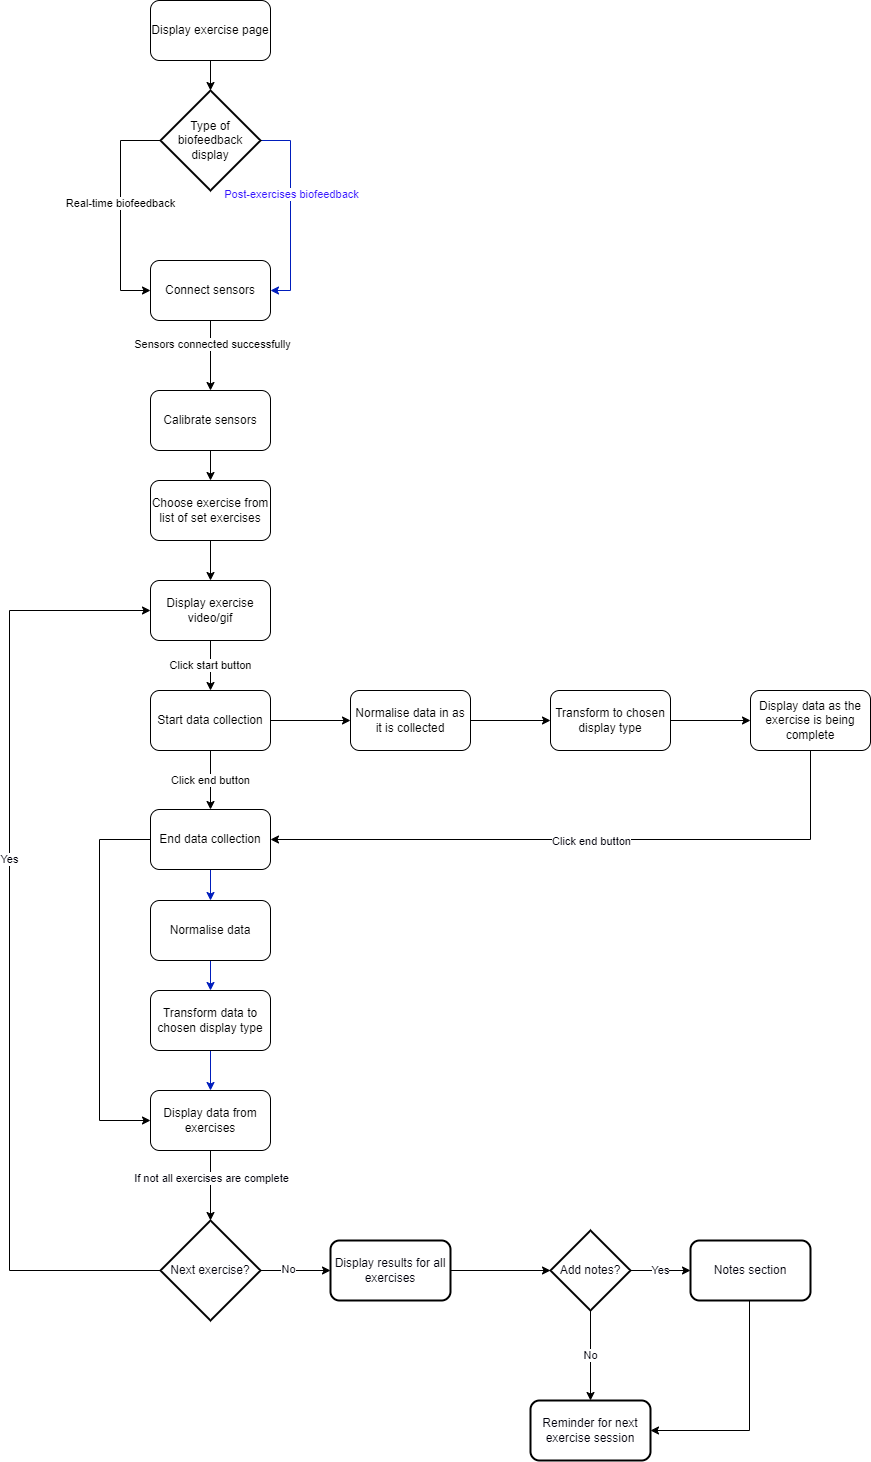 Display exercise page
Type of
biofeedback
display
Real-time biofeedback
Post-exercises biofeedback
Connect sensors
Sensors connected successfully
Calibrate sensors
Choose exercise from
list of set exercises
Display exercise
video/gif
Click start button
Start data collection
Normalise data in as
it is collected
Transform to chosen
display type
Display data as the
exercise is being
complete
Click end button
End data collection
Click end button
Yes
Normalise data
Transform data to
chosen display type
Display data from
exercises
If not all exercises are complete
Next exercise?
No
Display results for all
exercises
Add notes?
Yes
Notes section
No
Reminder for next
exercise session